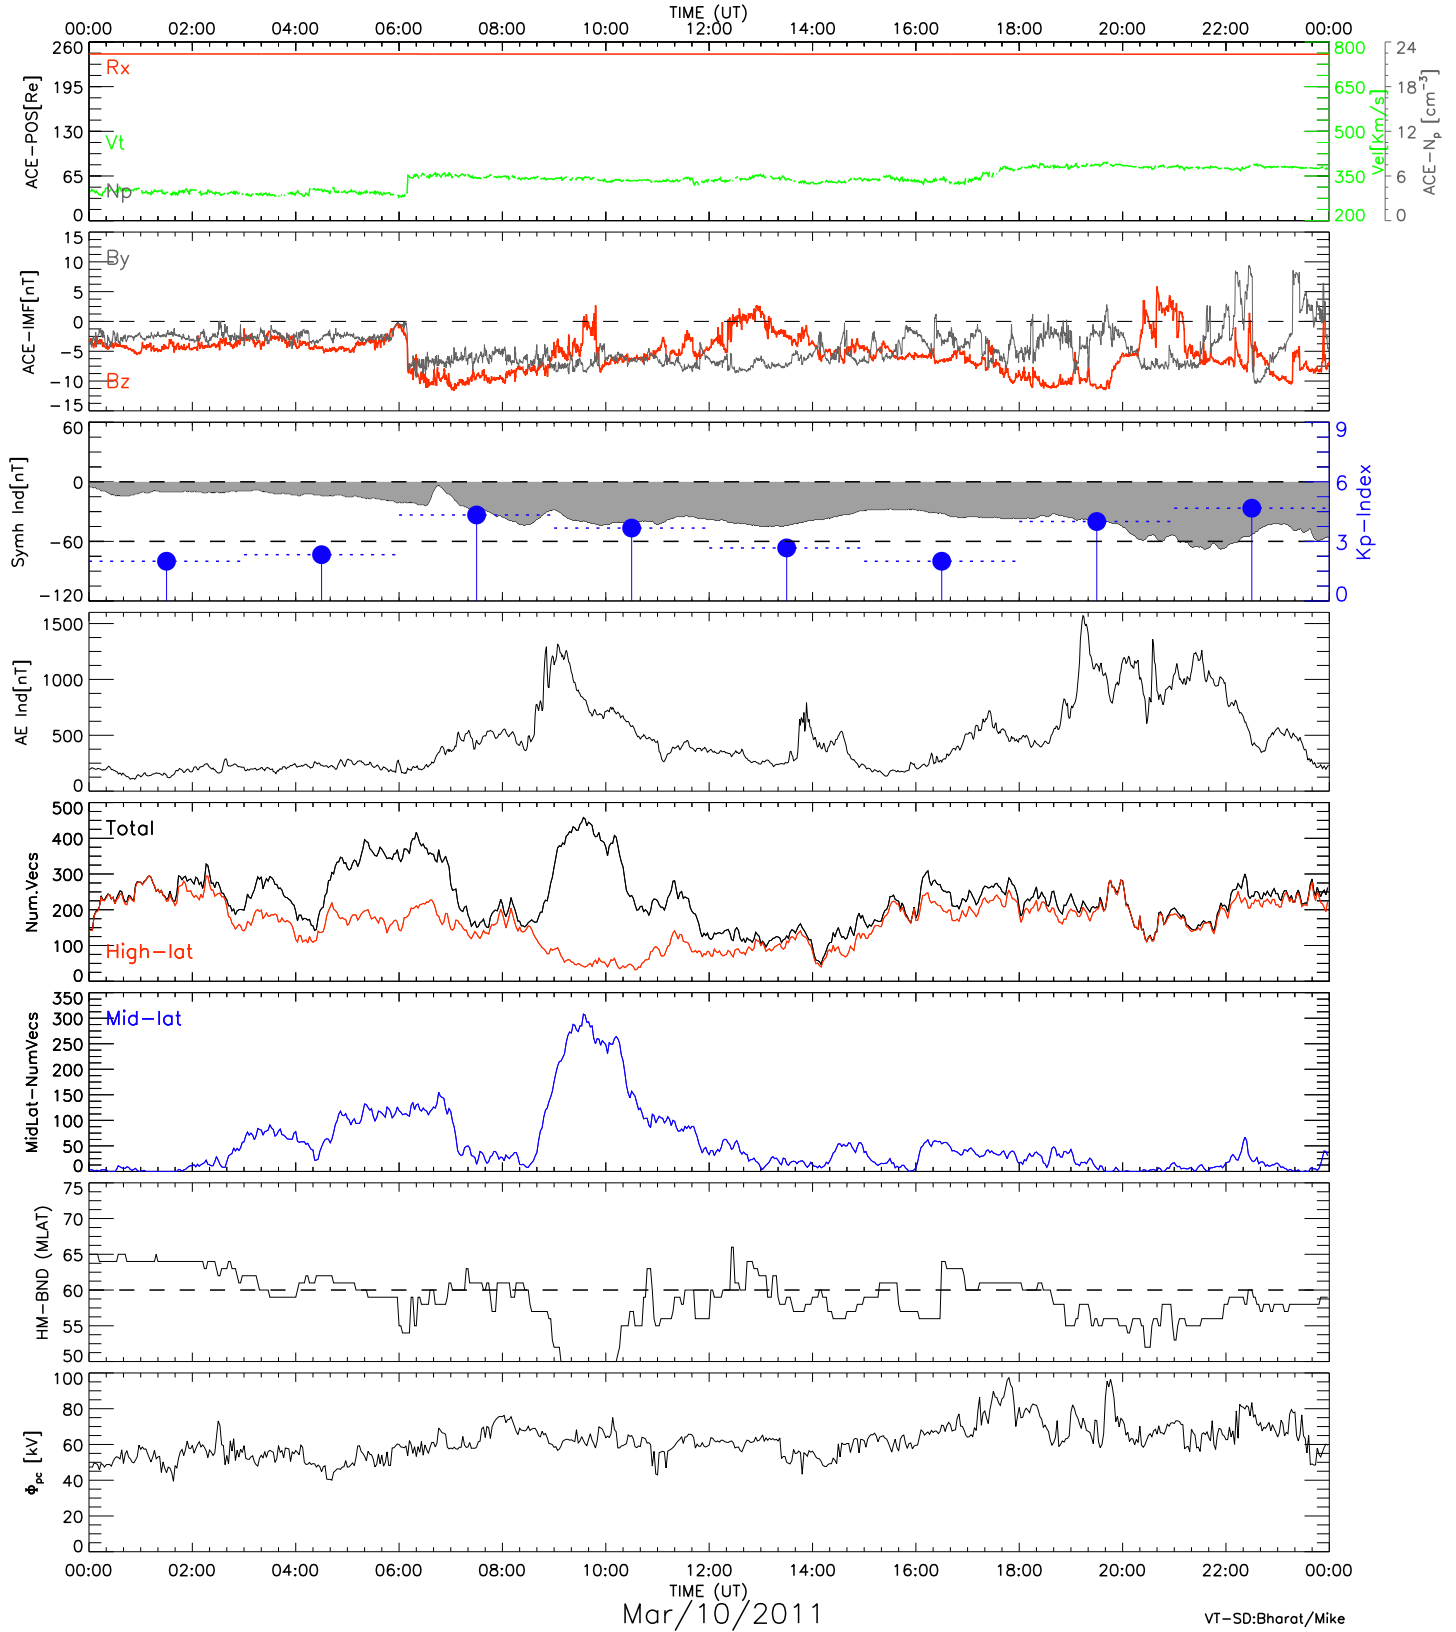 TIME (UT)
00:00 02:00 04:00 06:00 08:00 10:00 12:00 14:00 16:00 18:00 20:00 22:00 00:00
ACE-POS[Re]
260
195
130
65
0
Rx
Vt
Np
800
650
500
350
200
Vel[Km/s]
24
18
12
6
0
ACE-Np [cm⁻³]
ACE-IMF[nT]
15
10
5
0
-5
-10
-15
By
Bz
Symh Ind[nT]
60
0
-60
-120
9
6
3
0
Kp-Index
AE Ind[nT]
1500
1000
500
0
Num.Vecs
500
400
300
200
100
0
Total
High-lat
MidLat-NumVecs
350
300
250
200
150
100
50
0
Mid-lat
HM-BND (MLAT)
75
70
65
60
55
50
Φpc [kV]
100
80
60
40
20
0
00:00 02:00 04:00 06:00 08:00 10:00 12:00 14:00 16:00 18:00 20:00 22:00 00:00
TIME (UT)
Mar/10/2011
VT-SD:Bharat/Mike